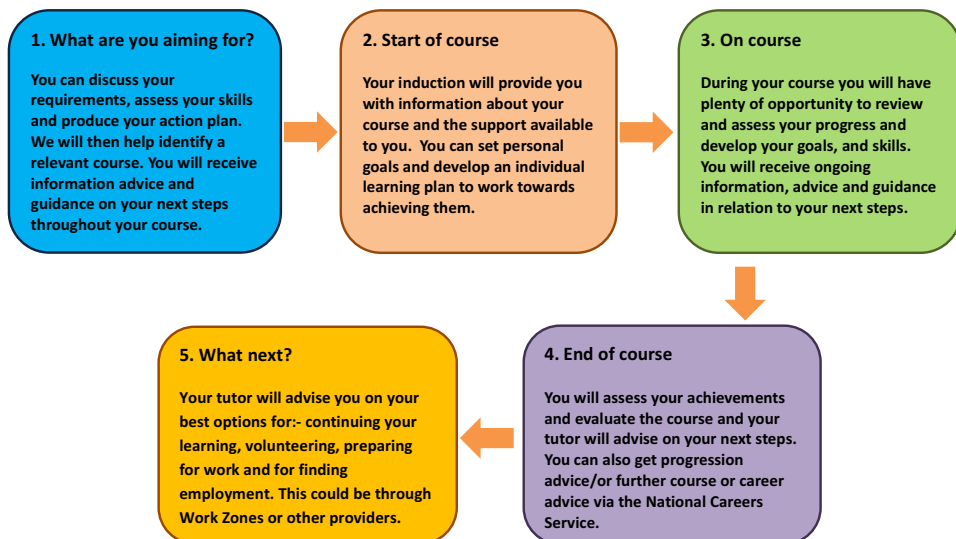 1. What are you aiming for?
You can discuss your
requirements, assess your skills
and produce your action plan.
We will then help identify a
relevant course. You will receive
information advice and
guidance on your next steps
throughout your course.
2. Start of course
Your induction will provide you
with information about your
course and the support available
to you.  You can set personal
goals and develop an individual
learning plan to work towards
achieving them.
3. On course
During your course you will have
plenty of opportunity to review
and assess your progress and
develop your goals, and skills.
You will receive ongoing
information, advice and guidance
in relation to your next steps.
4. End of course
You will assess your achievements
and evaluate the course and your
tutor will advise on your next steps.
You can also get progression
advice/or further course or career
advice via the National Careers
Service.
5. What next?
Your tutor will advise you on your
best options for:- continuing your
learning, volunteering, preparing
for work and for finding
employment. This could be through
Work Zones or other providers.